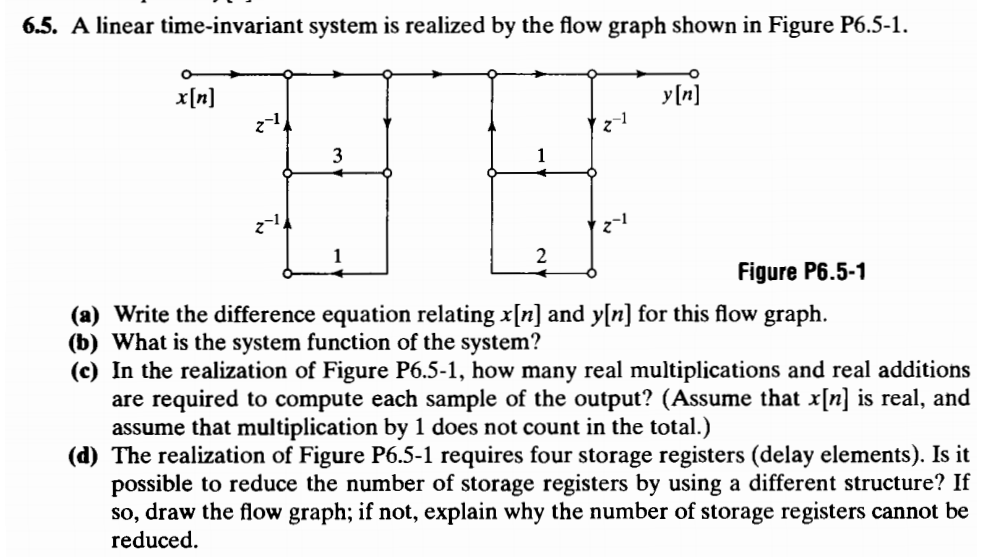 6.5. A linear time-invariant system is realized by the flow graph shown in Figure P6.5-1.
x[n] y[n]
z⁻¹ z⁻¹
3 1
z⁻¹ z⁻¹
1 2
Figure P6.5-1
(a) Write the difference equation relating x[n] and y[n] for this flow graph.
(b) What is the system function of the system?
(c) In the realization of Figure P6.5-1, how many real multiplications and real additions
are required to compute each sample of the output? (Assume that x[n] is real, and
assume that multiplication by 1 does not count in the total.)
(d) The realization of Figure P6.5-1 requires four storage registers (delay elements). Is it
possible to reduce the number of storage registers by using a different structure? If
so, draw the flow graph; if not, explain why the number of storage registers cannot be
reduced.